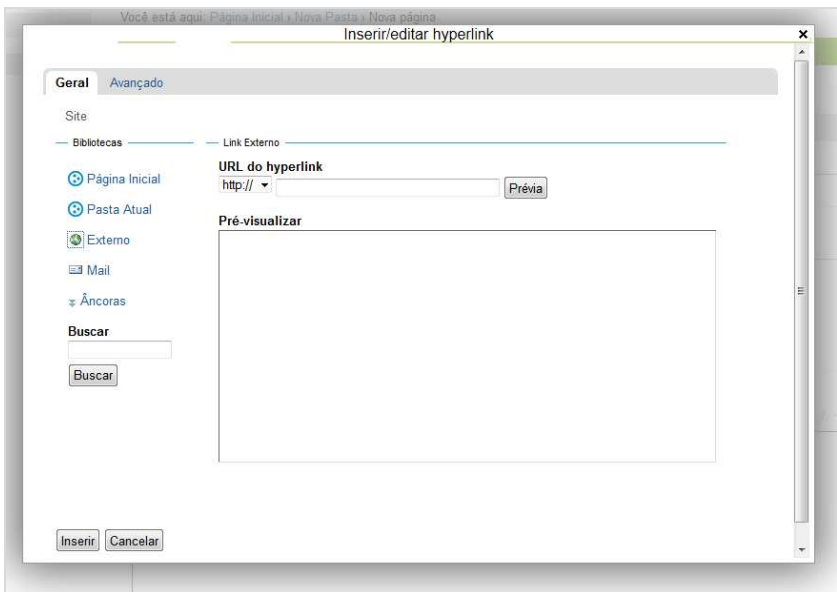 Você está aqui: Página Inicial › Nova Pasta › Nova página
Inserir/editar hyperlink
Geral Avançado
Site
Bibliotecas
Página Inicial
Pasta Atual
Externo
Mail
Âncoras
Buscar
Buscar
Link Externo
URL do hyperlink
http:// Prévia
Pré-visualizar
Inserir Cancelar